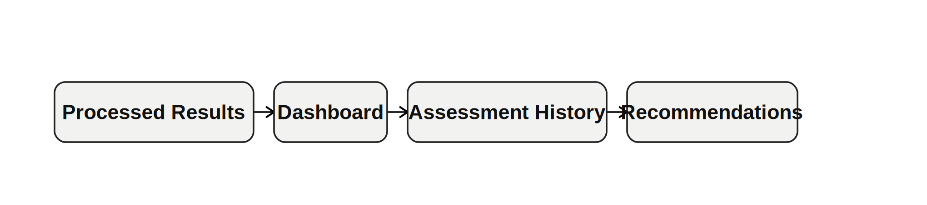 Processed Results
Dashboard
Assessment History
Recommendations